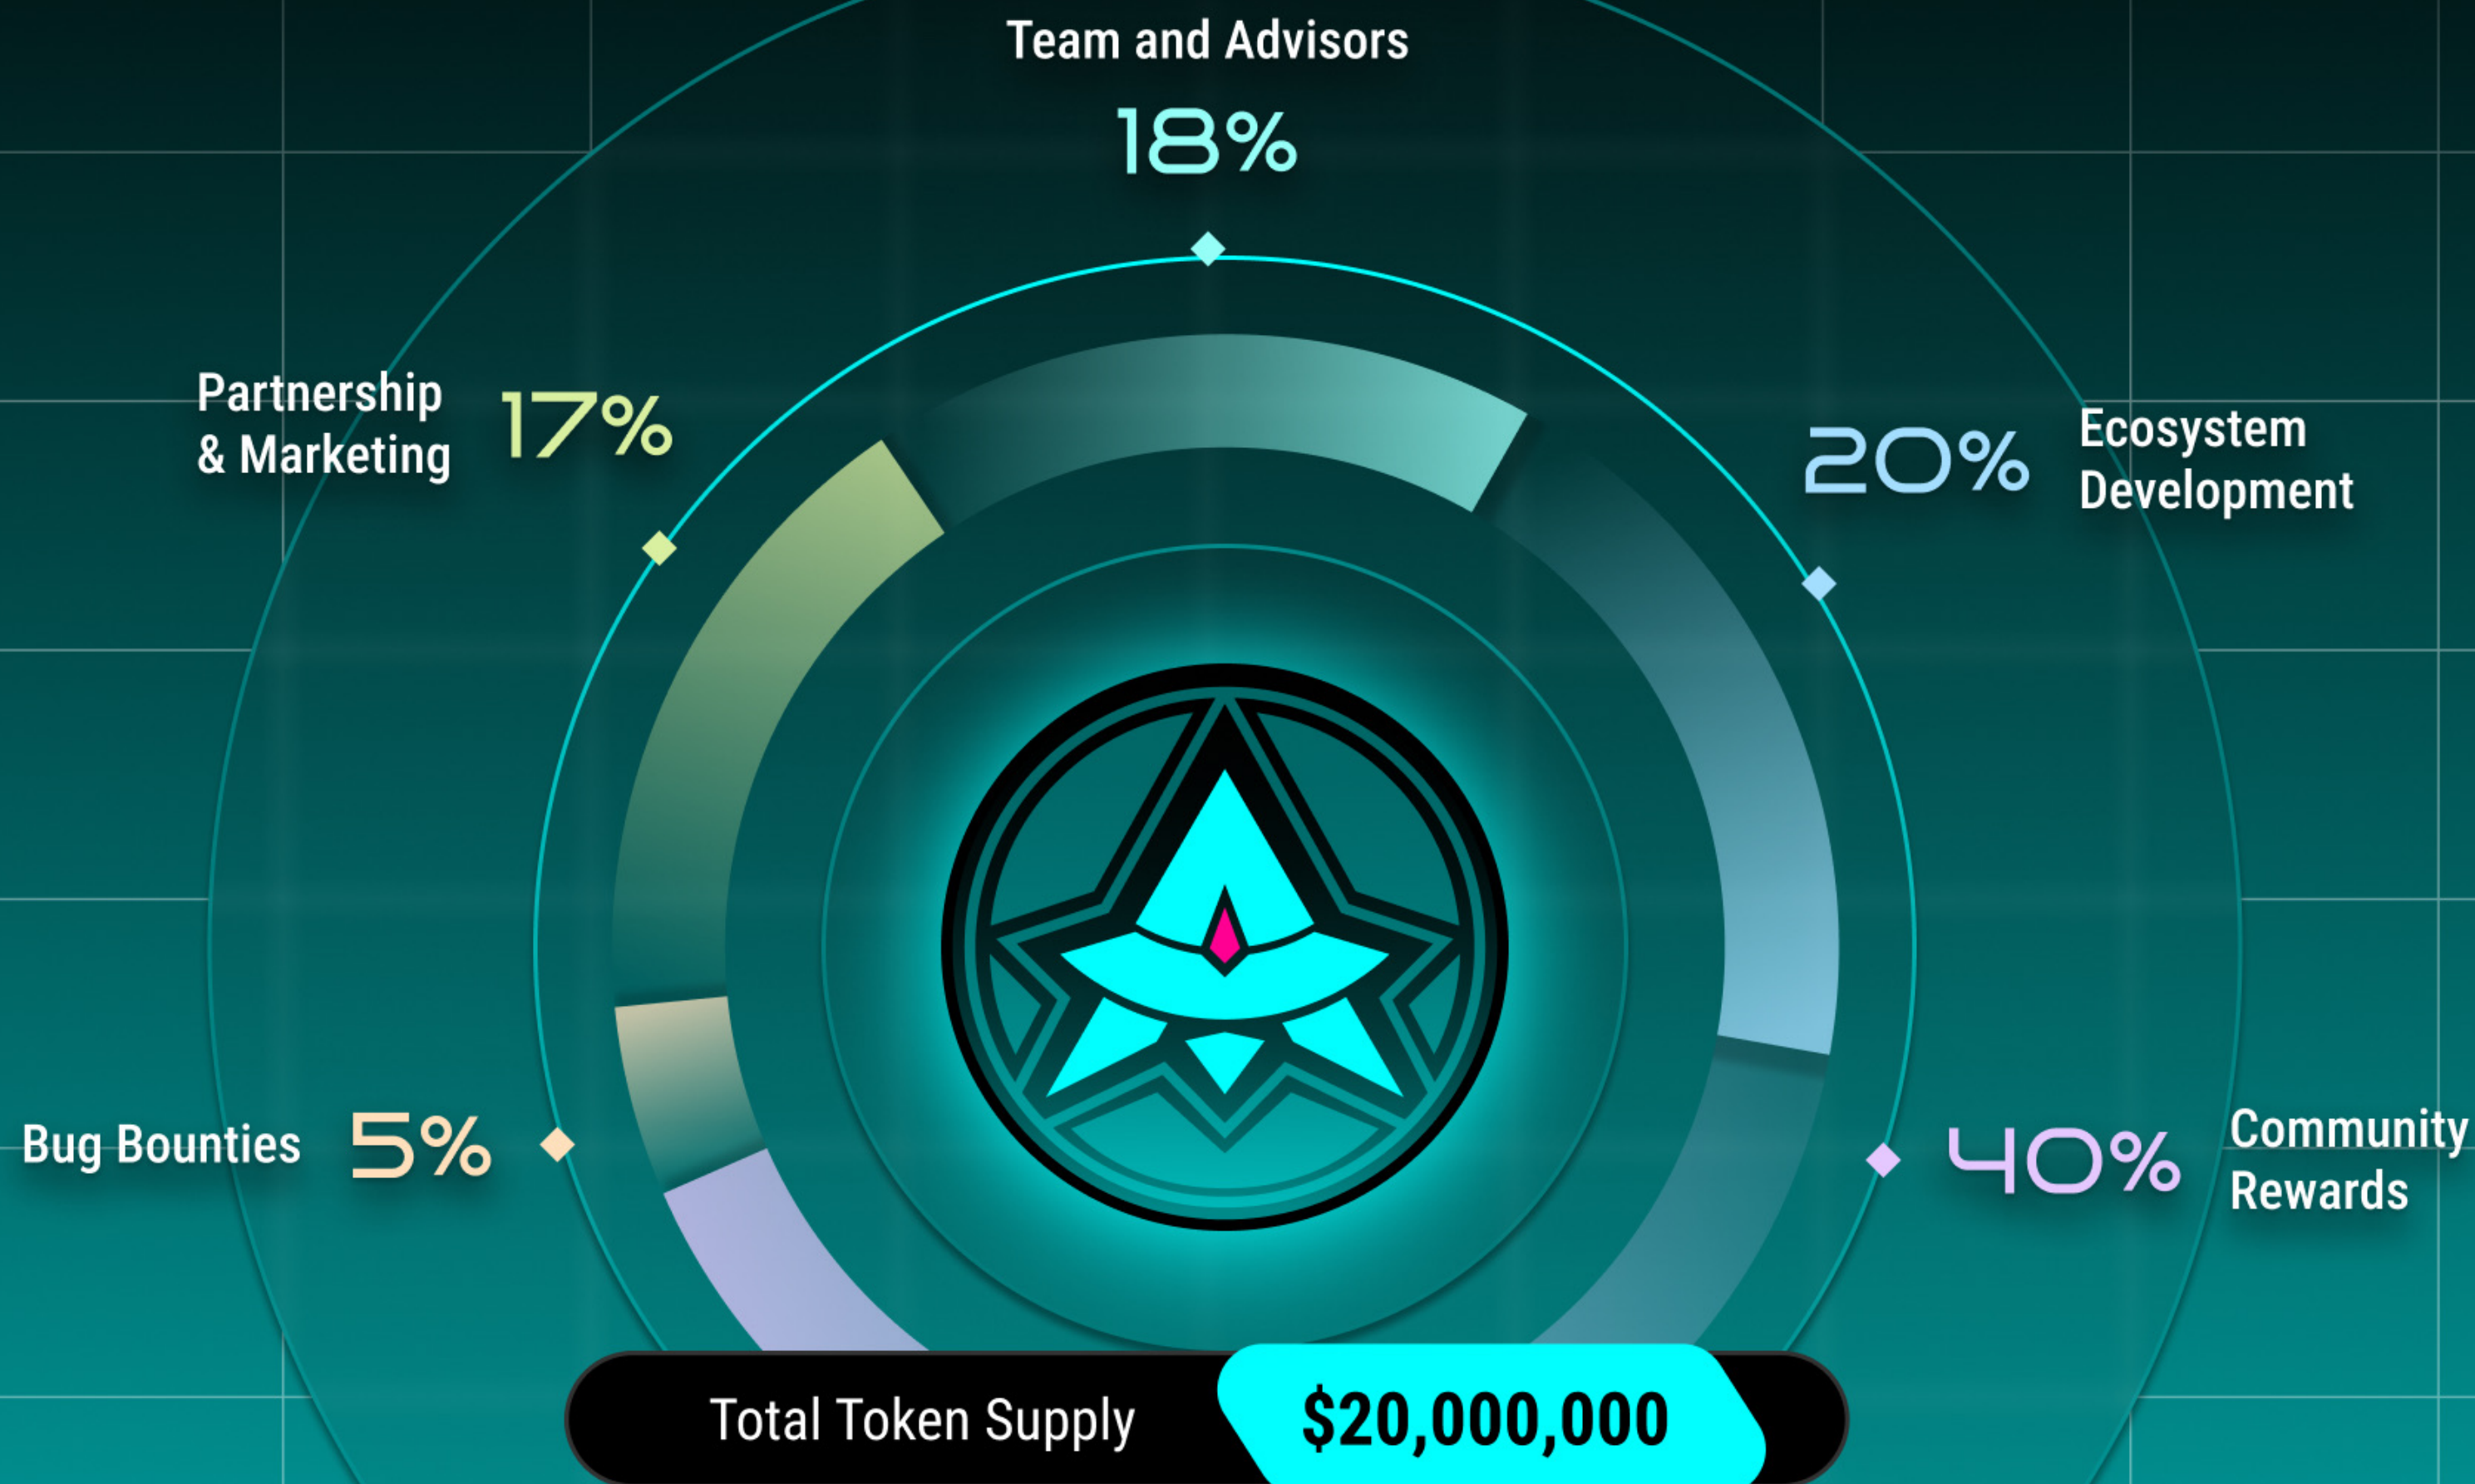 Team and Advisors
18%
Partnership
& Marketing
17%
20%
Ecosystem
Development
Bug Bounties
5%
40%
Community
Rewards
Total Token Supply
$20,000,000